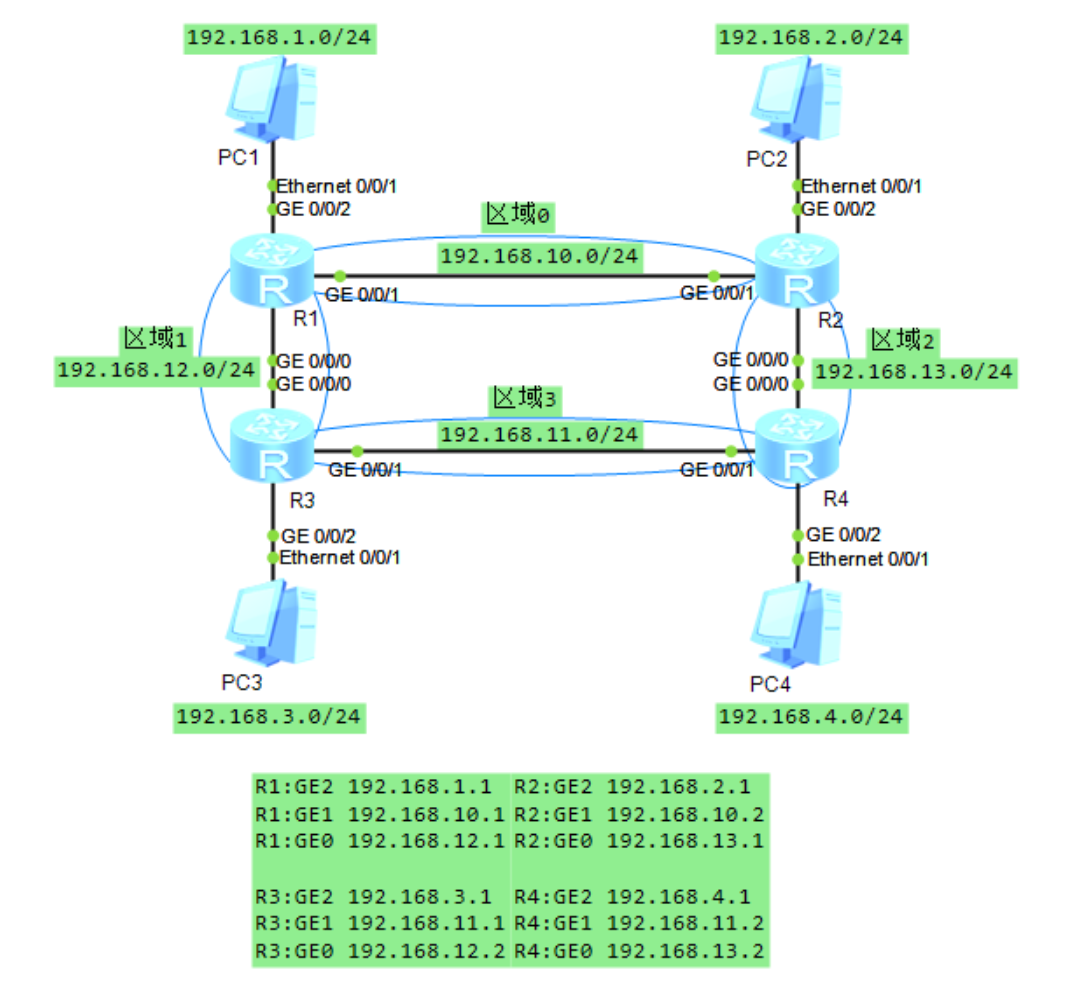 192.168.1.0/24
192.168.2.0/24
PC1
PC2
Ethernet 0/0/1
Ethernet 0/0/1
GE 0/0/2
GE 0/0/2
区域0
192.168.10.0/24
R
R
GE 0/0/1
GE 0/0/1
R1
R2
区域1
192.168.12.0/24
GE 0/0/0
GE 0/0/0
GE 0/0/0
GE 0/0/0
区域2
192.168.13.0/24
区域3
192.168.11.0/24
R
R
GE 0/0/1
GE 0/0/1
R3
R4
GE 0/0/2
GE 0/0/2
Ethernet 0/0/1
Ethernet 0/0/1
PC3
PC4
192.168.3.0/24
192.168.4.0/24
R1:GE2 192.168.1.1 R2:GE2 192.168.2.1
R1:GE1 192.168.10.1 R2:GE1 192.168.10.2
R1:GE0 192.168.12.1 R2:GE0 192.168.13.1
R3:GE2 192.168.3.1 R4:GE2 192.168.4.1
R3:GE1 192.168.11.1 R4:GE1 192.168.11.2
R3:GE0 192.168.12.2 R4:GE0 192.168.13.2